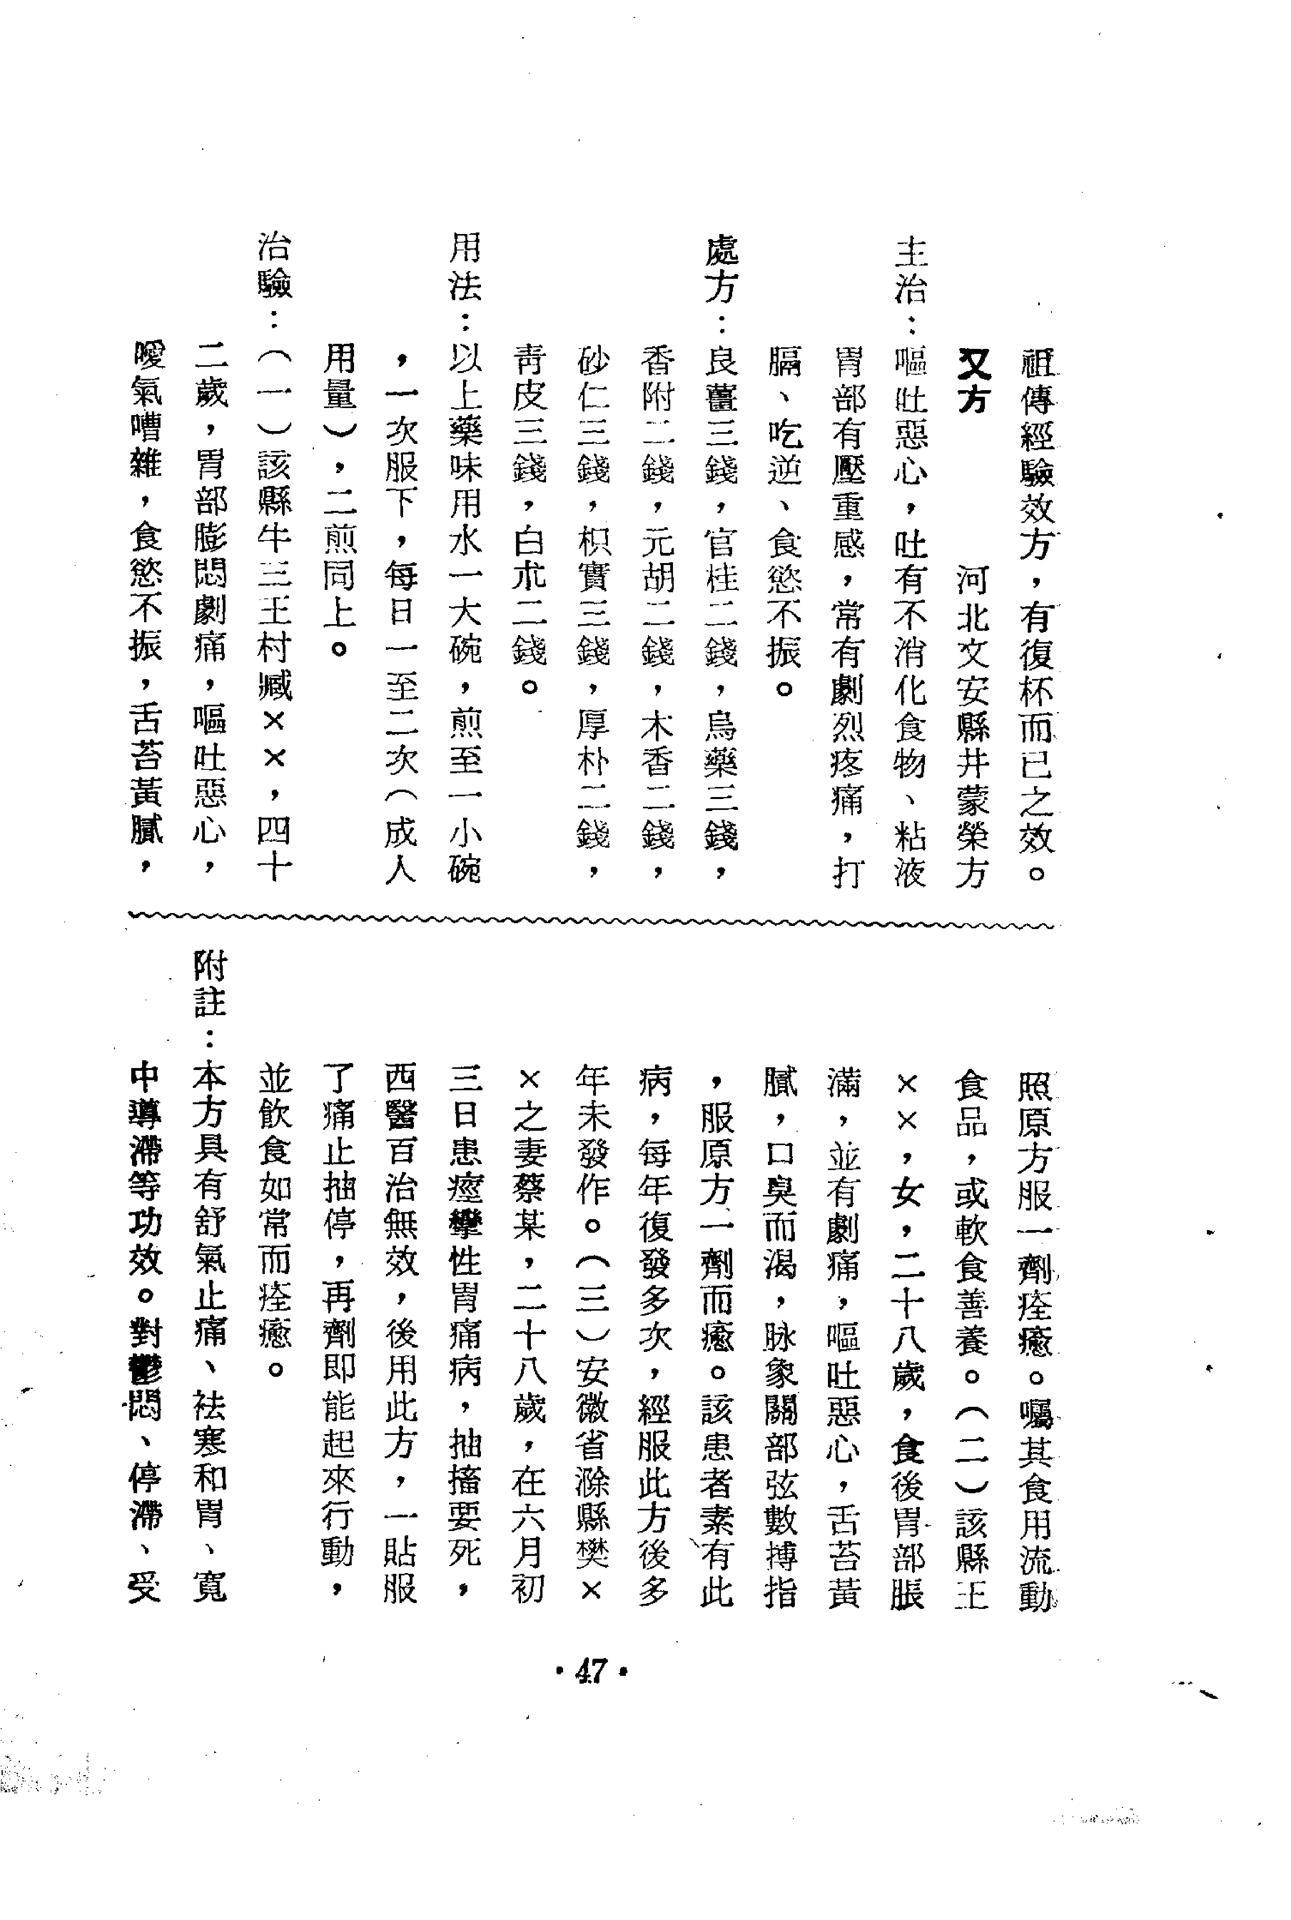 祖傳經驗效方，有復杯而已之效。
又方　河北文安縣井蒙榮方
主治：嘔吐惡心，吐有不消化食物、粘液
胃部有壓重感，常有劇烈疼痛，打
膈、吃逆、食慾不振。
處方：良薑三錢，官桂二錢，烏藥三錢，
香附二錢，元胡二錢，木香二錢，
砂仁三錢，枳實三錢，厚朴二錢，
青皮三錢，白朮二錢。
用法：以上藥味用水一大碗，煎至一小碗
，一次服下，每日一至二次（成人
用量），二煎同上。
治驗：（一）該縣牛三王村臧××，四十
二歲，胃部膨悶劇痛，嘔吐惡心，
噯氣嘈雜，食慾不振，舌苔黃膩，
照原方服一劑痊癒。囑其食用流動
食品，或軟食善養。（二）該縣王
××，女，二十八歲，食後胃部脹
滿，並有劇痛，嘔吐惡心，舌苔黃
膩，口臭而渴，脉象關部弦數搏指
，服原方一劑而癒。該患者素有此
病，每年復發多次，經服此方後多
年未發作。（三）安徽省滁縣樊×
×之妻蔡某，二十八歲，在六月初
三日患痙攣性胃痛病，抽搐要死，
西醫百治無效，後用此方，一貼服
了痛止抽停，再劑即能起來行動，
並飲食如常而痊癒。
附註：本方具有舒氣止痛、祛寒和胃、寬
中導滯等功效。對鬱悶、停滯、受
·47·